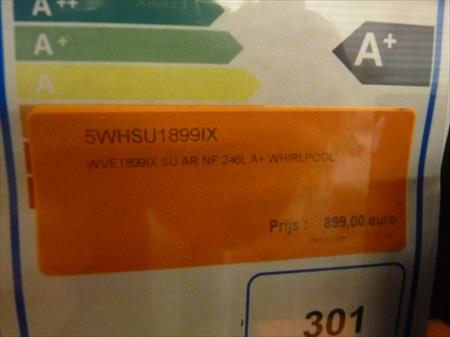 A++
A+
A
A+
5WHSU1899IX
WVE1899IX SU AR NF 246L A+ WHIRLPOOL
Prijs : 899,00 euro
301